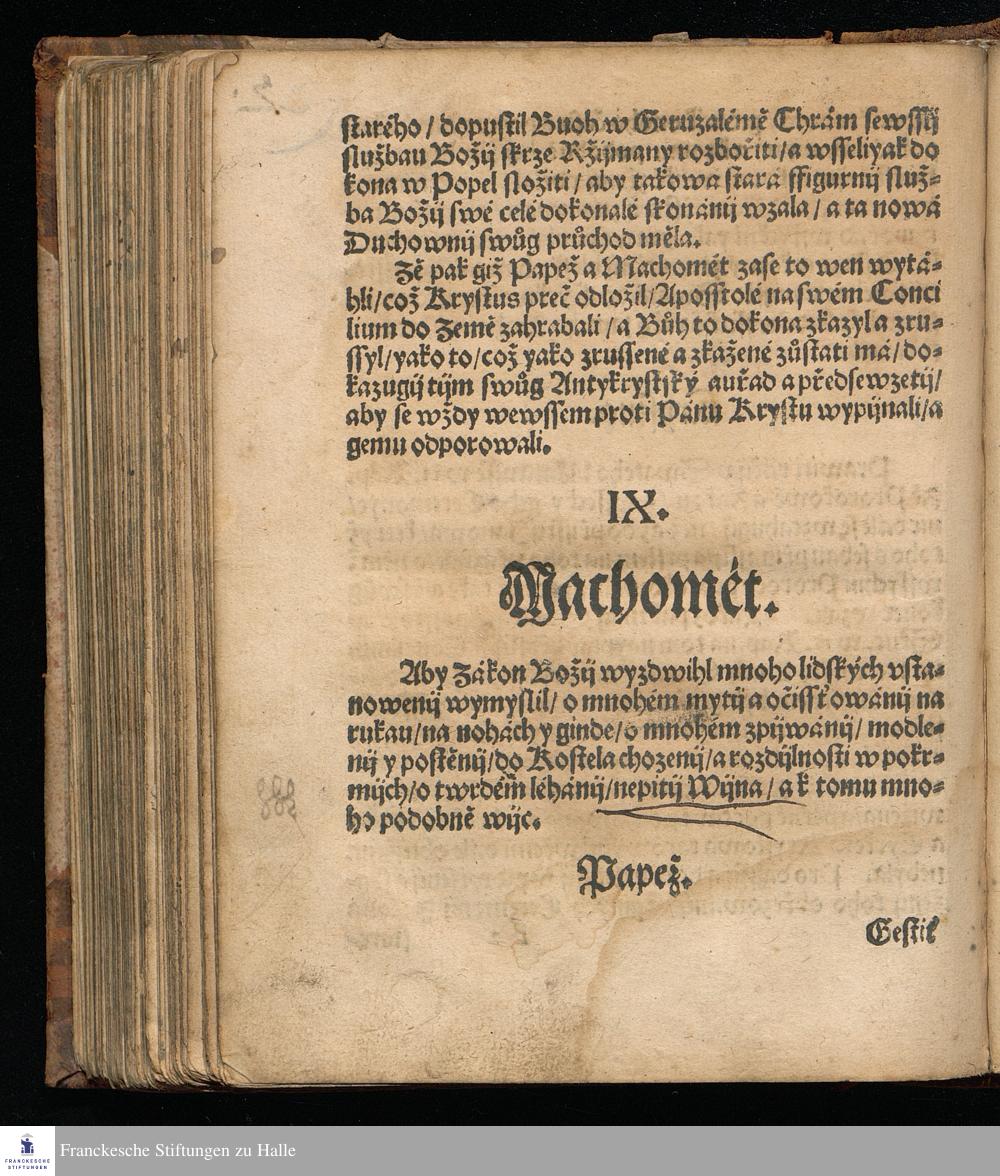 starého / dopustil Buoh w Geruzalémě Chrám sewssij
službau Božij skrze Ržijmany rozbořiti / a wsseliyak do
kona w Popel složiti / aby takowa stará ffigurnij služ=
ba Božij swé celé dokonalé skonánij wzala / a ta nowá
Duchownij swůg průchod měla.
Zě pak giž Papež a Machomét zase to wen wytá=
hli / což Krystus preč odložil / Aposstolé na swém Conci
lium do Země zahrabali / a Bůh to dokona zkazyl a zru=
ssyl / yako to / což yako zrussené a zkažené zůstati má / do=
kazugij tijm swůg Antykrystský auřad a předsewzetij /
aby se wždy wewssem proti Pánu Krystu wypijnali / a
gemu odporowali.
IX.
Machomét.
Aby Zákon Božij wyzdwihl mnoho lidských vsta=
nowenij wymyslil / o mnohém mytij a očissťowánij na
rukau / na nohách y ginde / o mnohém zpijwánij / modle=
nij y postěnij / do Kostela chozenij / a rozdijlnosti w pokr=
mijch / o twrdém léhánij / nepitij Wijna / a k tomu mno=
ho podobně wijc.
Papež.
Gestiť
Franckesche Stiftungen zu Halle
FRANCKESCHE
STIFTUNGEN